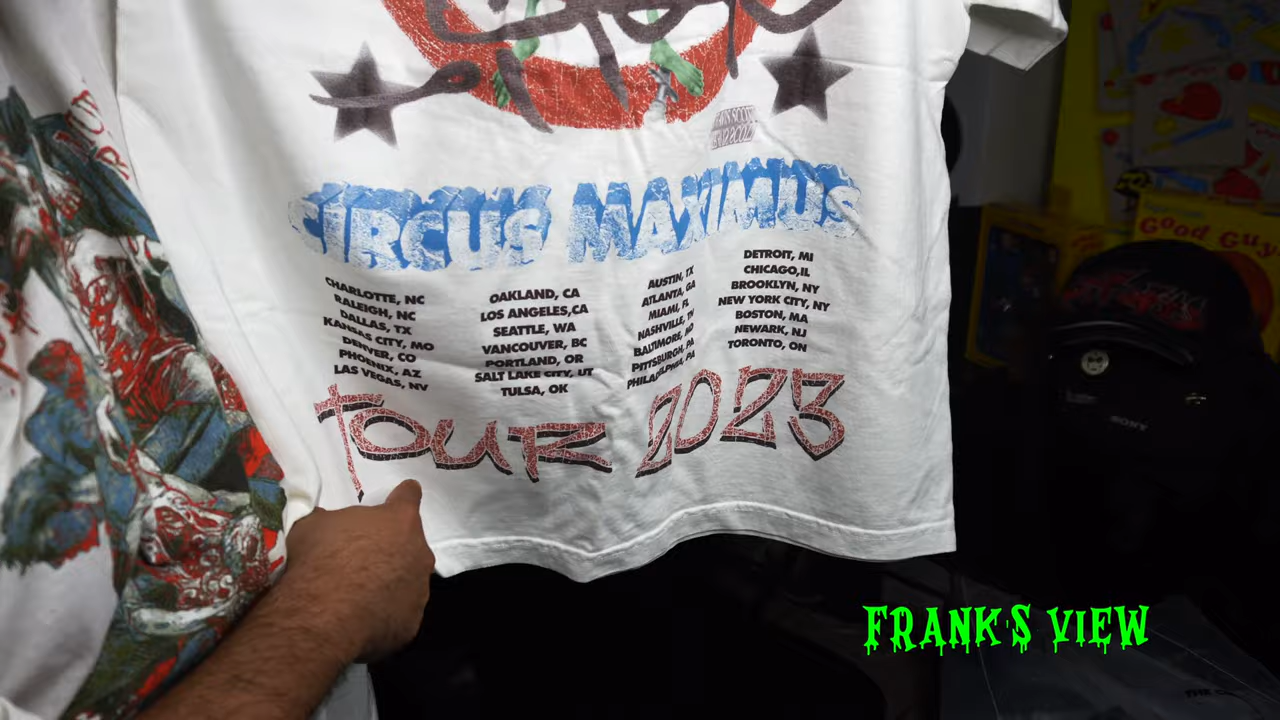 CIRCUS MAXIMUS
CHARLOTTE, NC
RALEIGH, NC
DALLAS, TX
KANSAS CITY, MO
DENVER, CO
PHOENIX, AZ
LAS VEGAS, NV
OAKLAND, CA
LOS ANGELES,CA
SEATTLE, WA
VANCOUVER, BC
PORTLAND, OR
SALT LAKE CITY, UT
TULSA, OK
AUSTIN, TX
ATLANTA, GA
MIAMI, FL
NASHVILLE, TN
BALTIMORE, MD
PITTSBURGH, PA
PHILADELPHIA, PA
DETROIT, MI
CHICAGO,IL
BROOKLYN, NY
NEW YORK CITY, NY
BOSTON, MA
NEWARK, NJ
TORONTO, ON
TOUR 2023
Good Guy
SONY
FRANK'S VIEW